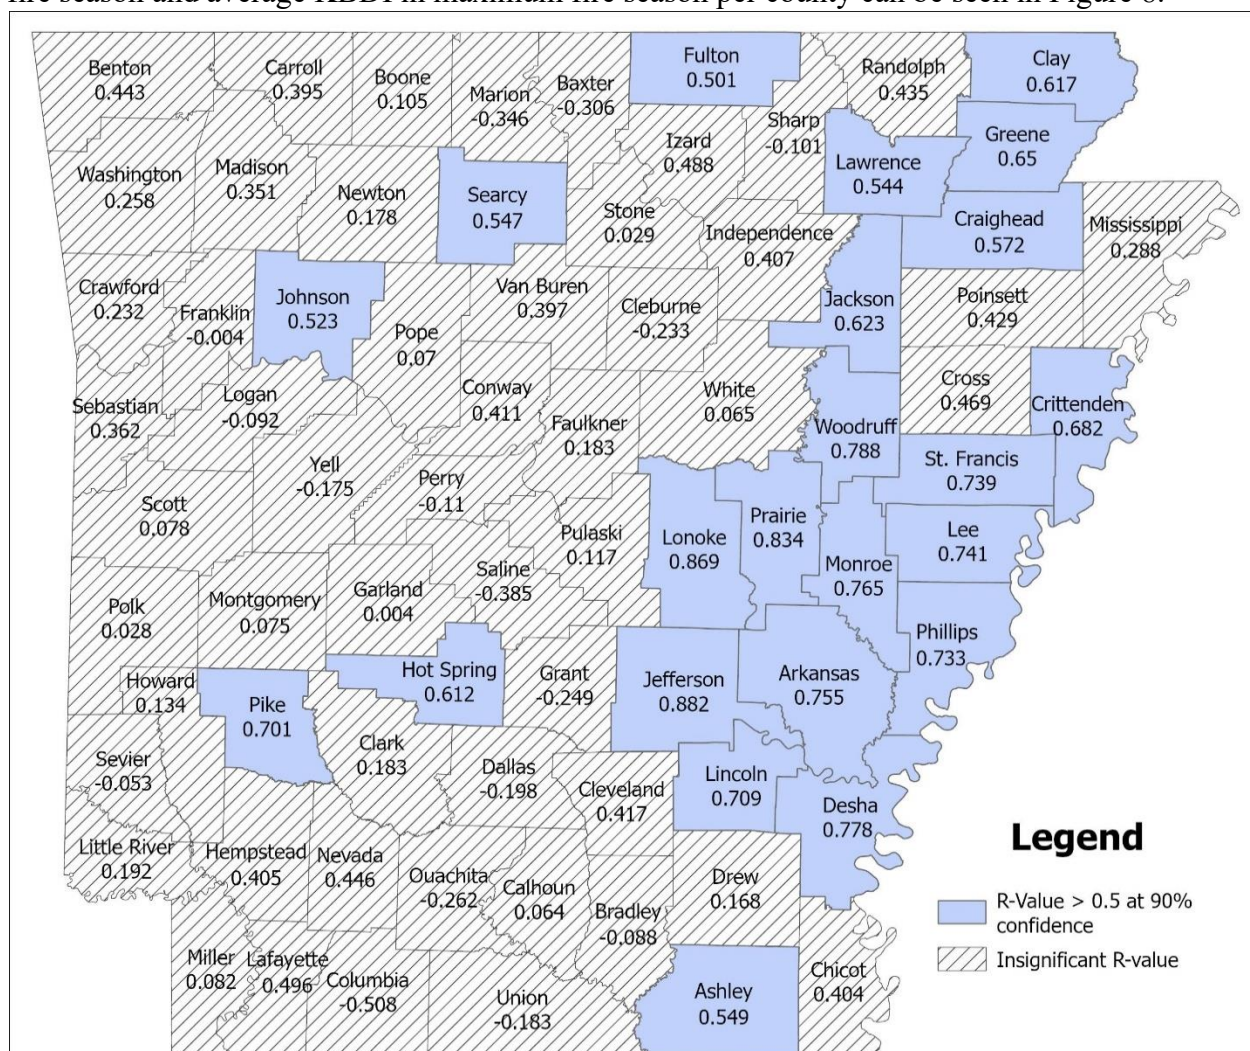 fire season and average KBDI in maximum fire season per county can be seen in Figure 8.
Benton
0.443
Carroll
0.395
Boone
0.105
Marion
-0.346
Baxter
-0.306
Fulton
0.501
Randolph
0.435
Clay
0.617
Sharp
-0.101
Izard
0.488
Greene
0.65
Lawrence
0.544
Washington
0.258
Madison
0.351
Newton
0.178
Searcy
0.547
Stone
0.029
Independence
0.407
Craighead
0.572
Mississippi
0.288
Crawford
0.232
Franklin
-0.004
Johnson
0.523
Pope
0.07
Van Buren
0.397
Cleburne
-0.233
Jackson
0.623
Poinsett
0.429
Sebastian
0.362
Logan
-0.092
Conway
0.411
Faulkner
0.183
White
0.065
Woodruff
0.788
Cross
0.469
Crittenden
0.682
St. Francis
0.739
Scott
0.078
Yell
-0.175
Perry
-0.11
Pulaski
0.117
Lonoke
0.869
Prairie
0.834
Monroe
0.765
Lee
0.741
Polk
0.028
Montgomery
0.075
Garland
0.004
Saline
-0.385
Phillips
0.733
Howard
0.134
Pike
0.701
Hot Spring
0.612
Grant
-0.249
Jefferson
0.882
Arkansas
0.755
Sevier
-0.053
Clark
0.183
Dallas
-0.198
Cleveland
0.417
Lincoln
0.709
Desha
0.778
Little River
0.192
Hempstead
0.405
Nevada
0.446
Ouachita
-0.262
Calhoun
0.064
Bradley
-0.088
Drew
0.168
Miller
0.082
Lafayette
0.496
Columbia
-0.508
Union
-0.183
Ashley
0.549
Chicot
0.404
Legend
R-Value > 0.5 at 90%
confidence
Insignificant R-value